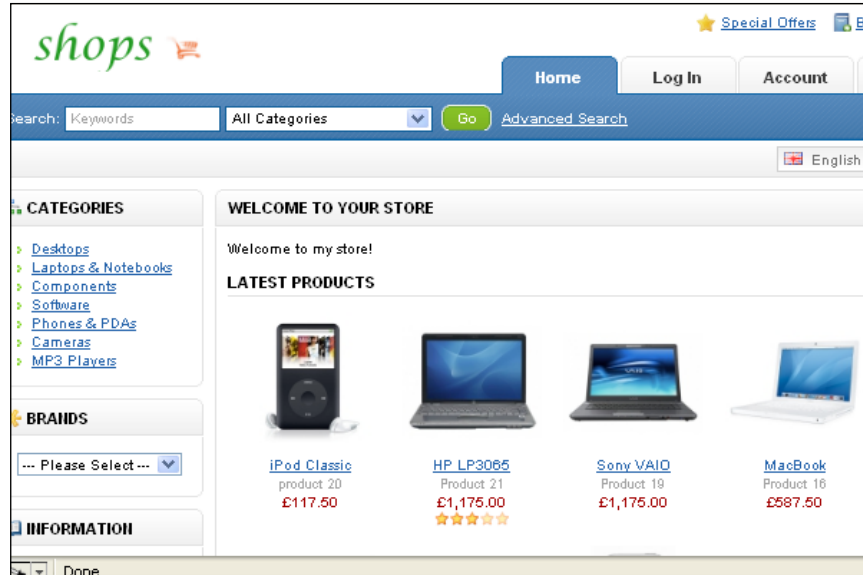 shops
Special Offers
Home Log In Account
Search: Keywords All Categories Go Advanced Search
English
CATEGORIES
Desktops
Laptops & Notebooks
Components
Software
Phones & PDAs
Cameras
MP3 Players
BRANDS
--- Please Select ---
INFORMATION
WELCOME TO YOUR STORE
Welcome to my store!
LATEST PRODUCTS
iPod Classic
product 20
£117.50
HP LP3065
Product 21
£1,175.00
Sony VAIO
Product 19
£1,175.00
MacBook
Product 16
£587.50
Done